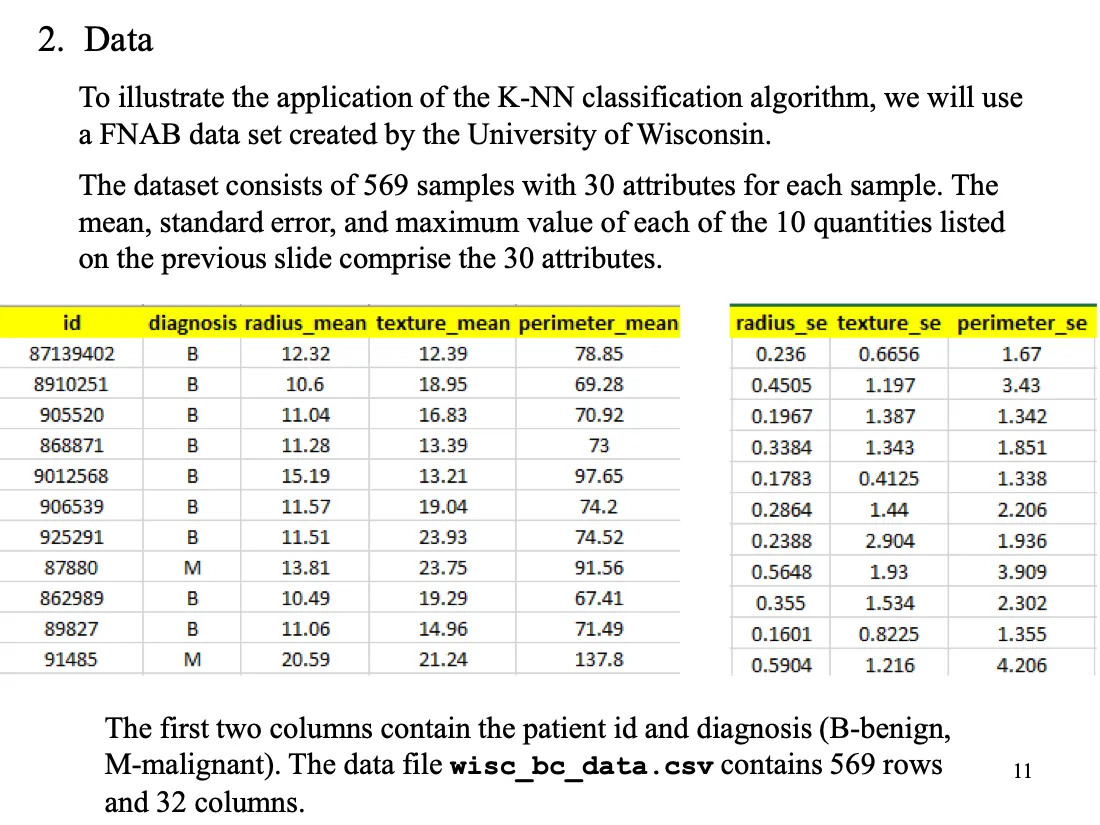 2. Data
To illustrate the application of the K-NN classification algorithm, we will use
a FNAB data set created by the University of Wisconsin.
The dataset consists of 569 samples with 30 attributes for each sample. The
mean, standard error, and maximum value of each of the 10 quantities listed
on the previous slide comprise the 30 attributes.
id diagnosis radius_mean texture_mean perimeter_mean radius_se texture_se perimeter_se
87139402 B 12.32 12.39 78.85 0.236 0.6656 1.67
8910251 B 10.6 18.95 69.28 0.4505 1.197 3.43
905520 B 11.04 16.83 70.92 0.1967 1.387 1.342
868871 B 11.28 13.39 73 0.3384 1.343 1.851
9012568 B 15.19 13.21 97.65 0.1783 0.4125 1.338
906539 B 11.57 19.04 74.2 0.2864 1.44 2.206
925291 B 11.51 23.93 74.52 0.2388 2.904 1.936
87880 M 13.81 23.75 91.56 0.5648 1.93 3.909
862989 B 10.49 19.29 67.41 0.355 1.534 2.302
89827 B 11.06 14.96 71.49 0.1601 0.8225 1.355
91485 M 20.59 21.24 137.8 0.5904 1.216 4.206
The first two columns contain the patient id and diagnosis (B-benign,
M-malignant). The data file wisc_bc_data.csv contains 569 rows
and 32 columns.
11